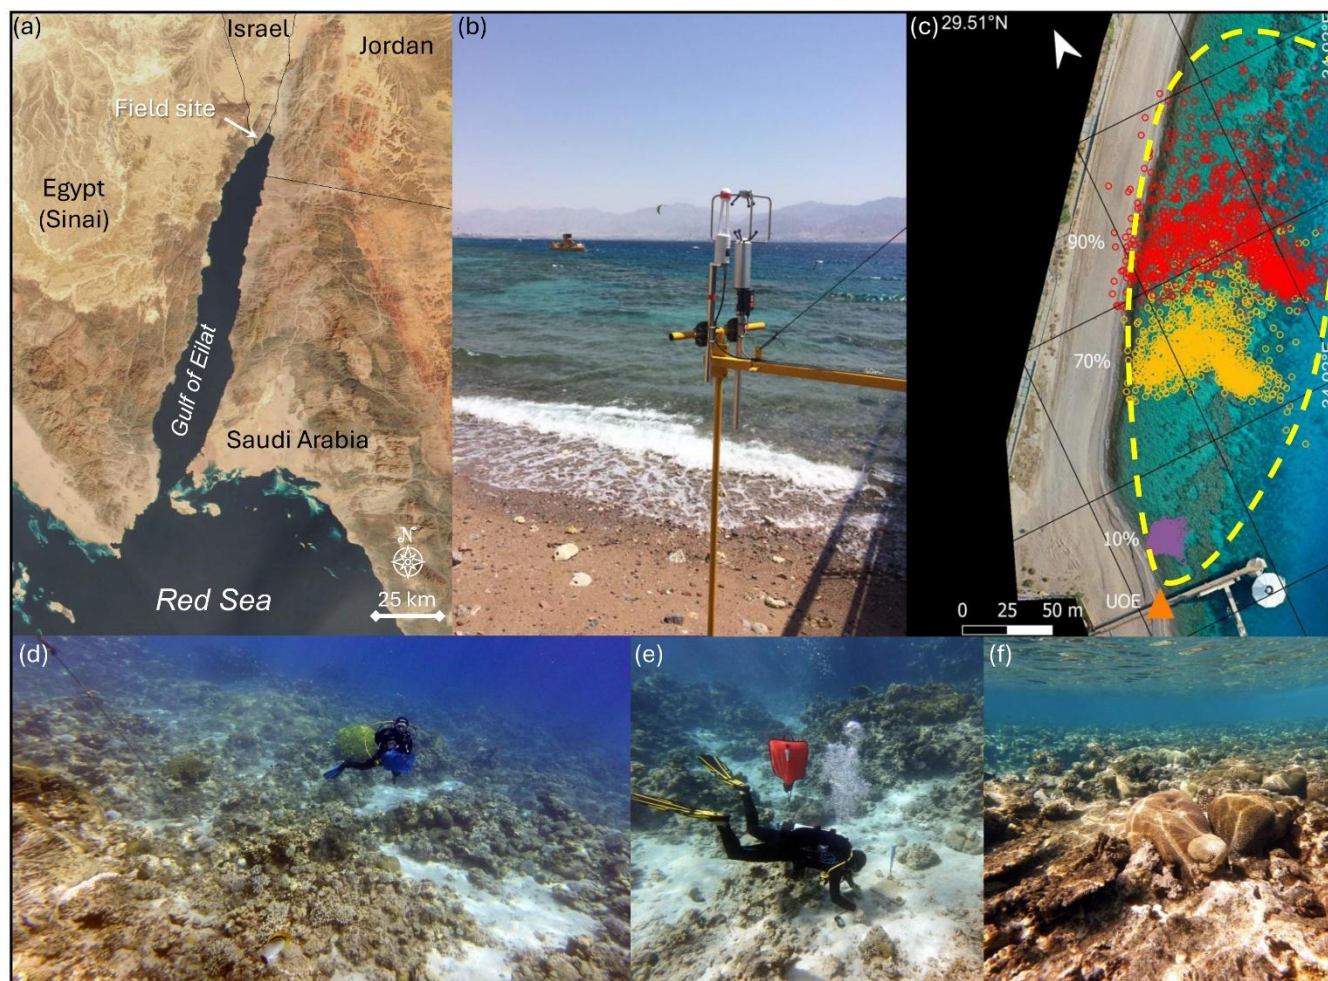 (a)
Israel
Jordan
Field site
Egypt
(Sinai)
Gulf of Eilat
Saudi Arabia
N
Red Sea
25 km
(b)
(c)
29.51°N
90%
70%
10%
UOE
0 25 50 m
(d)
(e)
(f)